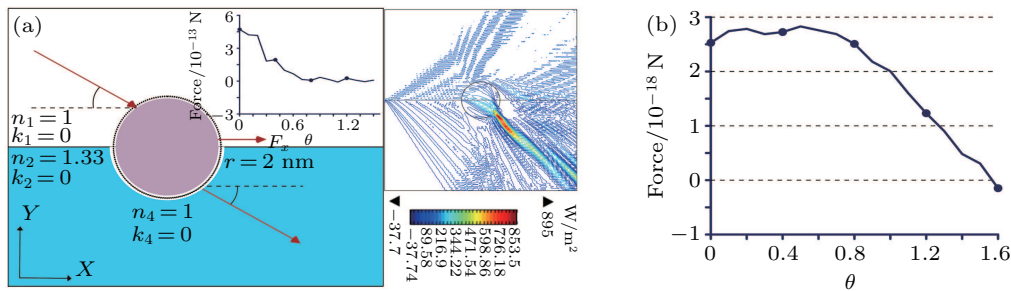 (a)
Force/10⁻¹³ N
6
3
0
−3
0
0.6
1.2
θ
n₁=1
k₁=0
n₂=1.33
k₂=0
Fₓ
r=2 nm
n₄=1
k₄=0
Y
X
−37.7
−37.74
89.58
216.9
344.22
471.54
598.86
726.18
853.5
895
W/m²
(b)
Force/10⁻¹⁸ N
3
2
1
0
−1
0
0.4
0.8
1.2
1.6
θ